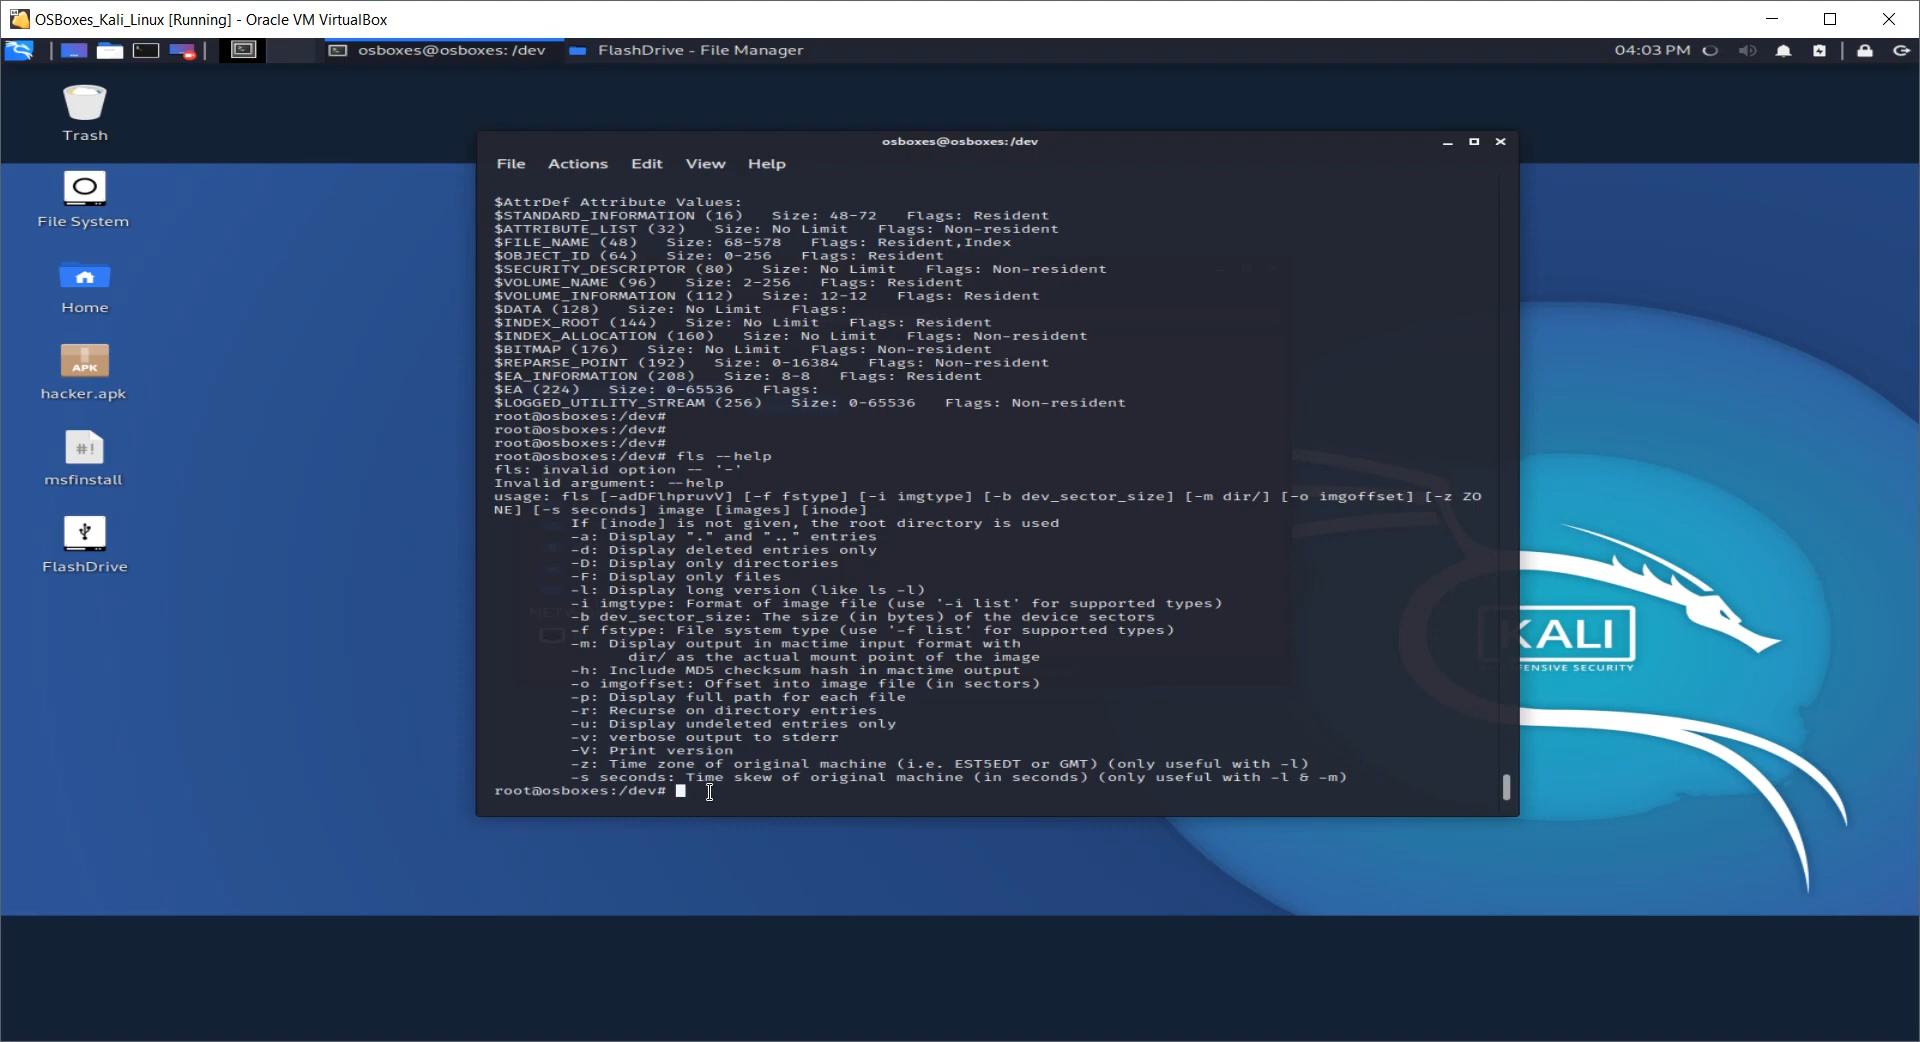 OSBoxes_Kali_Linux [Running] - Oracle VM VirtualBox
osboxes@osboxes: /dev
FlashDrive - File Manager
04:03 PM
Trash
File System
Home
APK
hacker.apk
#!
msfinstall
FlashDrive
osboxes@osboxes:/dev
File Actions Edit View Help
$AttrDef Attribute Values:
$STANDARD_INFORMATION (16)   Size: 48-72   Flags: Resident
$ATTRIBUTE_LIST (32)   Size: No Limit   Flags: Non-resident
$FILE_NAME (48)   Size: 68-578   Flags: Resident,Index
$OBJECT_ID (64)   Size: 0-256   Flags: Resident
$SECURITY_DESCRIPTOR (80)   Size: No Limit   Flags: Non-resident
$VOLUME_NAME (96)   Size: 2-256   Flags: Resident
$VOLUME_INFORMATION (112)   Size: 12-12   Flags: Resident
$DATA (128)   Size: No Limit   Flags:
$INDEX_ROOT (144)   Size: No Limit   Flags: Resident
$INDEX_ALLOCATION (160)   Size: No Limit   Flags: Non-resident
$BITMAP (176)   Size: No Limit   Flags: Non-resident
$REPARSE_POINT (192)   Size: 0-16384   Flags: Non-resident
$EA_INFORMATION (208)   Size: 8-8   Flags: Resident
$EA (224)   Size: 0-65536   Flags:
$LOGGED_UTILITY_STREAM (256)   Size: 0-65536   Flags: Non-resident
root@osboxes:/dev#
root@osboxes:/dev#
root@osboxes:/dev#
root@osboxes:/dev# fls --help
fls: invalid option -- '-'
Invalid argument: --help
usage: fls [-adDFlhpruvV] [-f fstype] [-i imgtype] [-b dev_sector_size] [-m dir/] [-o imgoffset] [-z ZO
NE] [-s seconds] image [images] [inode]
If [inode] is not given, the root directory is used
-a: Display "." and ".." entries
-d: Display deleted entries only
-D: Display only directories
-F: Display only files
-l: Display long version (like ls -l)
-i imgtype: Format of image file (use '-i list' for supported types)
-b dev_sector_size: The size (in bytes) of the device sectors
-f fstype: File system type (use '-f list' for supported types)
-m: Display output in mactime input format with
dir/ as the actual mount point of the image
-h: Include MD5 checksum hash in mactime output
-o imgoffset: Offset into image file (in sectors)
-p: Display full path for each file
-r: Recurse on directory entries
-u: Display undeleted entries only
-v: verbose output to stderr
-V: Print version
-z: Time zone of original machine (i.e. EST5EDT or GMT) (only useful with -l)
-s seconds: Time skew of original machine (in seconds) (only useful with -l & -m)
root@osboxes:/dev#
KALI
ENSIVE SECURITY